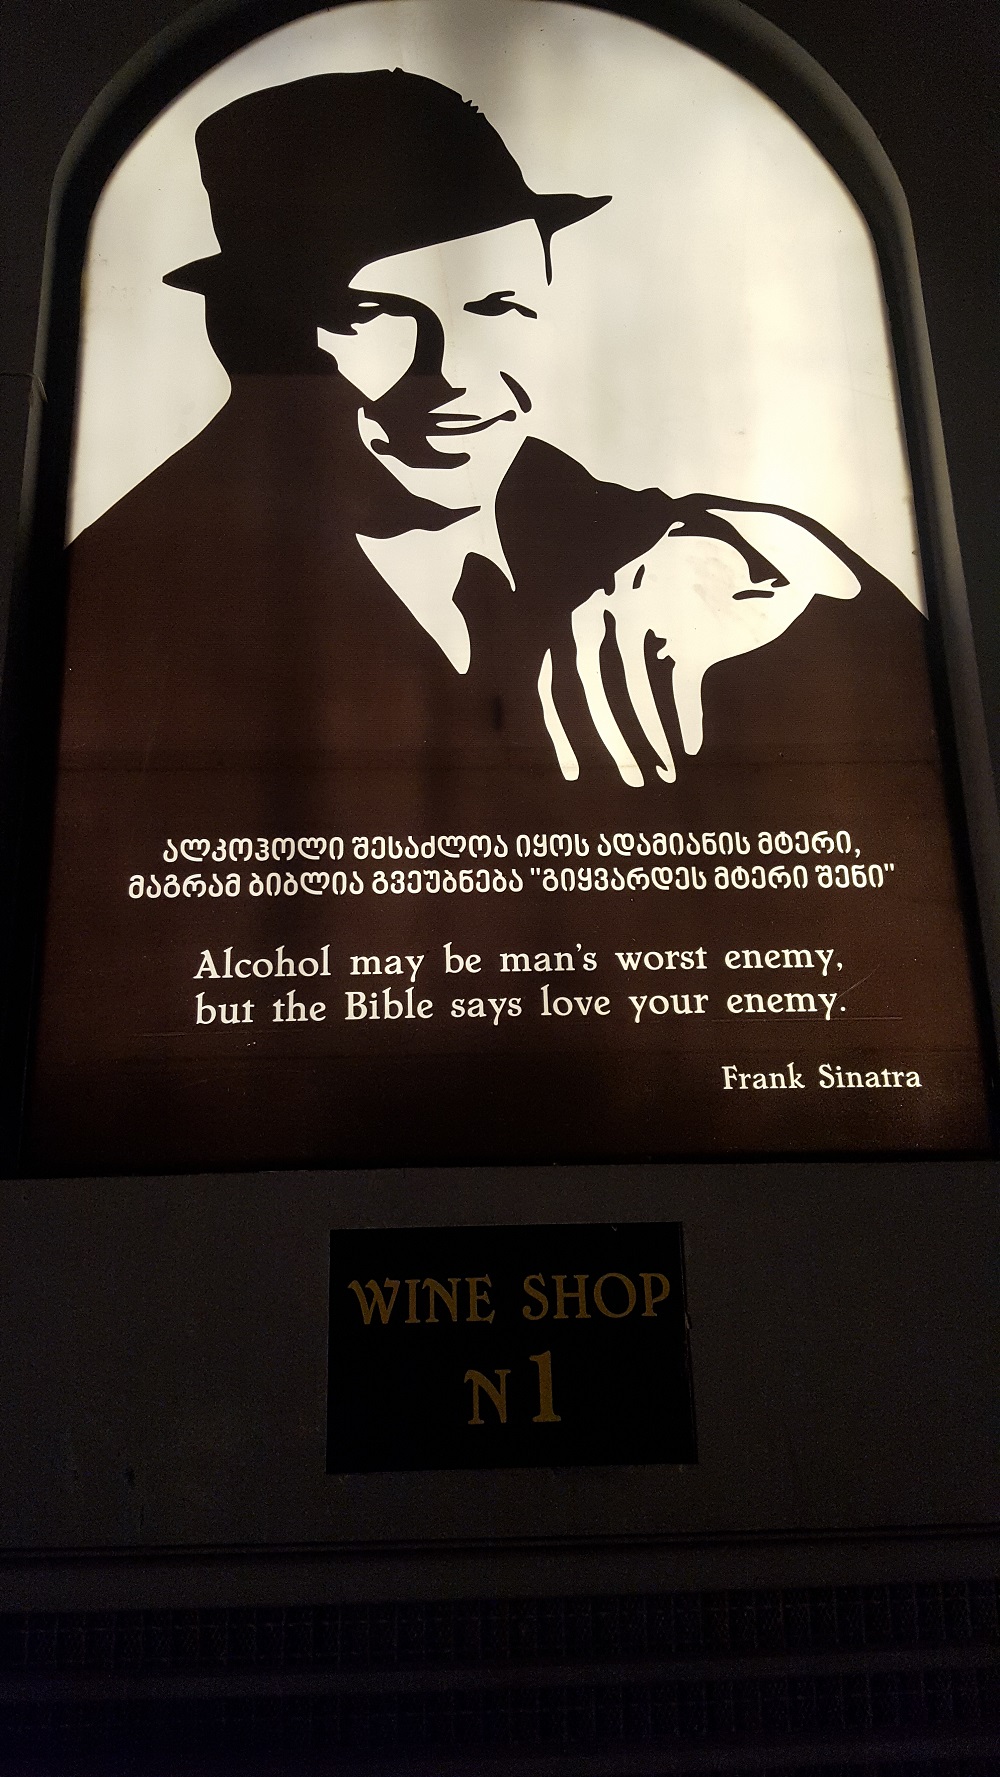 ალკოჰოლი შესაძლოა იყოს ადამიანის მტერი,
მაგრამ ბიბლია გვეუბნება "გიყვარდეს მტერი შენი"
Alcohol may be man's worst enemy,
but the Bible says love your enemy.
Frank Sinatra
WINE SHOP
N1